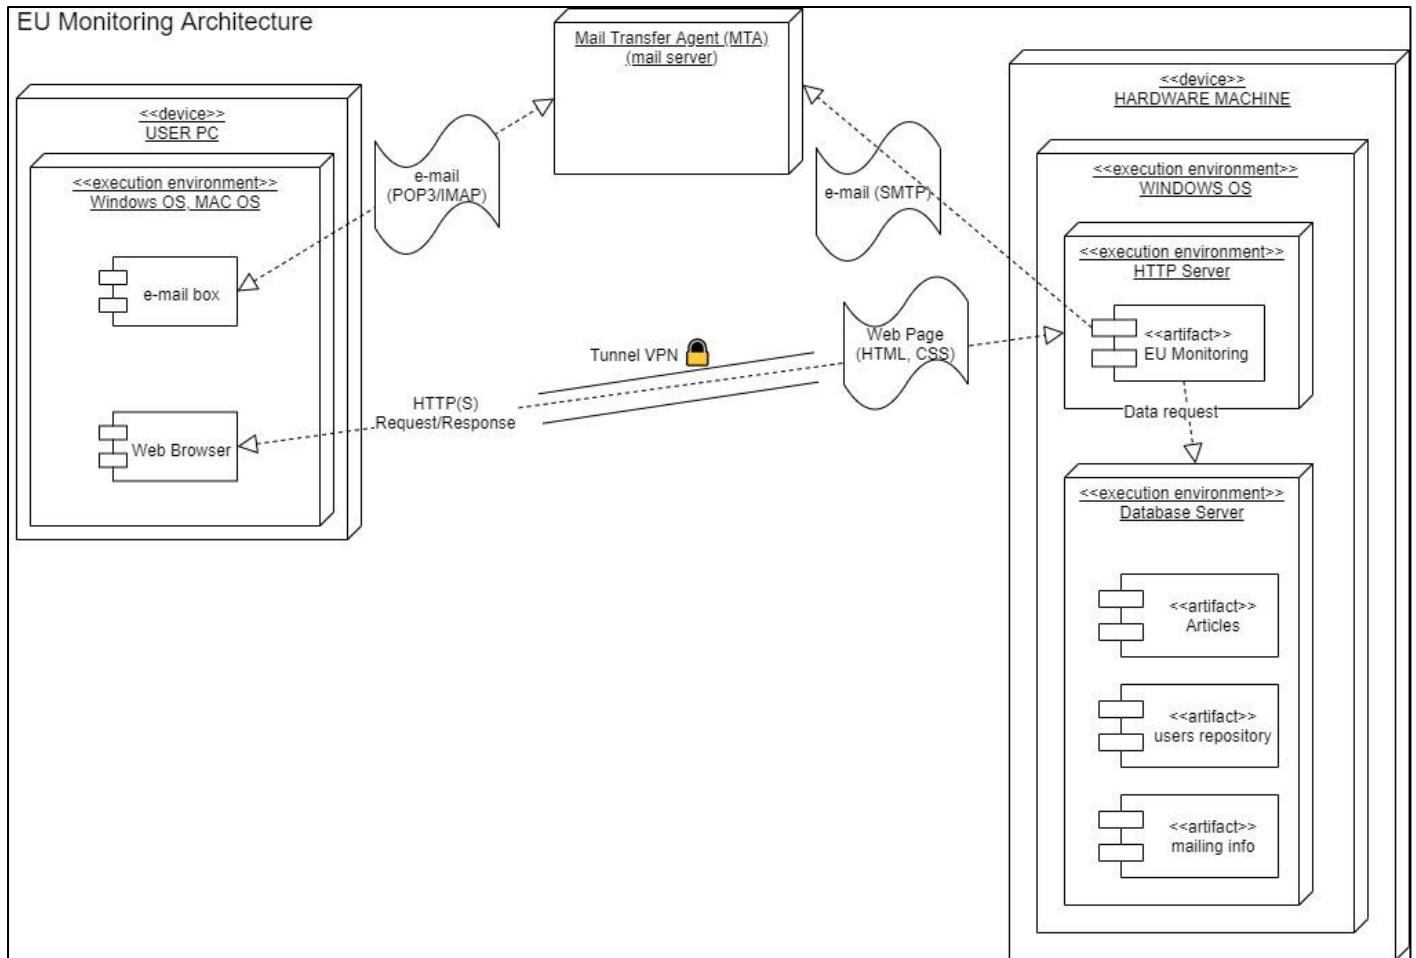 EU Monitoring Architecture
Mail Transfer Agent (MTA)
(mail server)
<<device>>
USER PC
<<execution environment>>
Windows OS, MAC OS
e-mail box
Web Browser
e-mail
(POP3/IMAP)
e-mail (SMTP)
Tunnel VPN
HTTP(S)
Request/Response
Web Page
(HTML, CSS)
<<device>>
HARDWARE MACHINE
<<execution environment>>
WINDOWS OS
<<execution environment>>
HTTP Server
<<artifact>>
EU Monitoring
Data request
<<execution environment>>
Database Server
<<artifact>>
Articles
<<artifact>>
users repository
<<artifact>>
mailing info